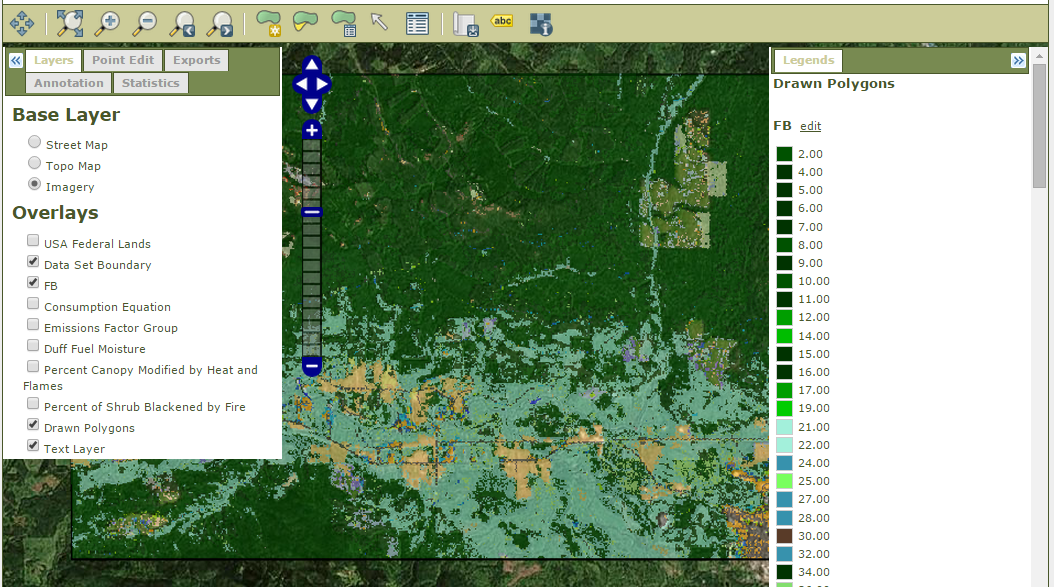 abc
Layers
Point Edit
Exports
Annotation
Statistics
Base Layer
Street Map
Topo Map
Imagery
Overlays
USA Federal Lands
Data Set Boundary
FB
Consumption Equation
Emissions Factor Group
Duff Fuel Moisture
Percent Canopy Modified by Heat and
Flames
Percent of Shrub Blackened by Fire
Drawn Polygons
Text Layer
Legends
Drawn Polygons
FB edit
2.00
4.00
5.00
6.00
7.00
8.00
9.00
10.00
11.00
12.00
14.00
15.00
16.00
17.00
19.00
21.00
22.00
24.00
25.00
27.00
28.00
30.00
32.00
34.00